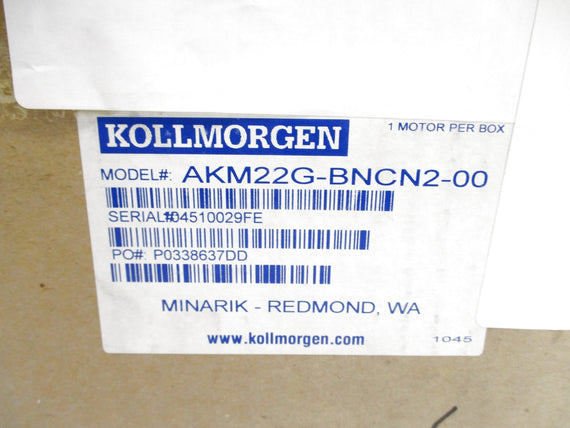 KOLLMORGEN
1 MOTOR PER BOX
MODEL#: AKM22G-BNCN2-00
SERIAL#:04510029FE
PO#: P0338637DD
MINARIK - REDMOND, WA
www.kollmorgen.com
1045